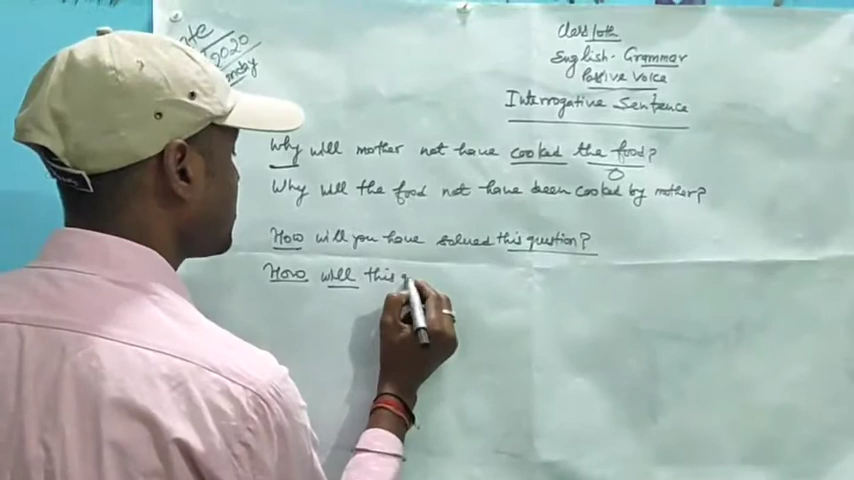 2020
Class 10th
English Grammar
Passive Voice
Interrogative Sentence
Why will mother not have cooked the food?
O
Why will the food not have been cooked by mother?
How will you have solved this question?
How will this q